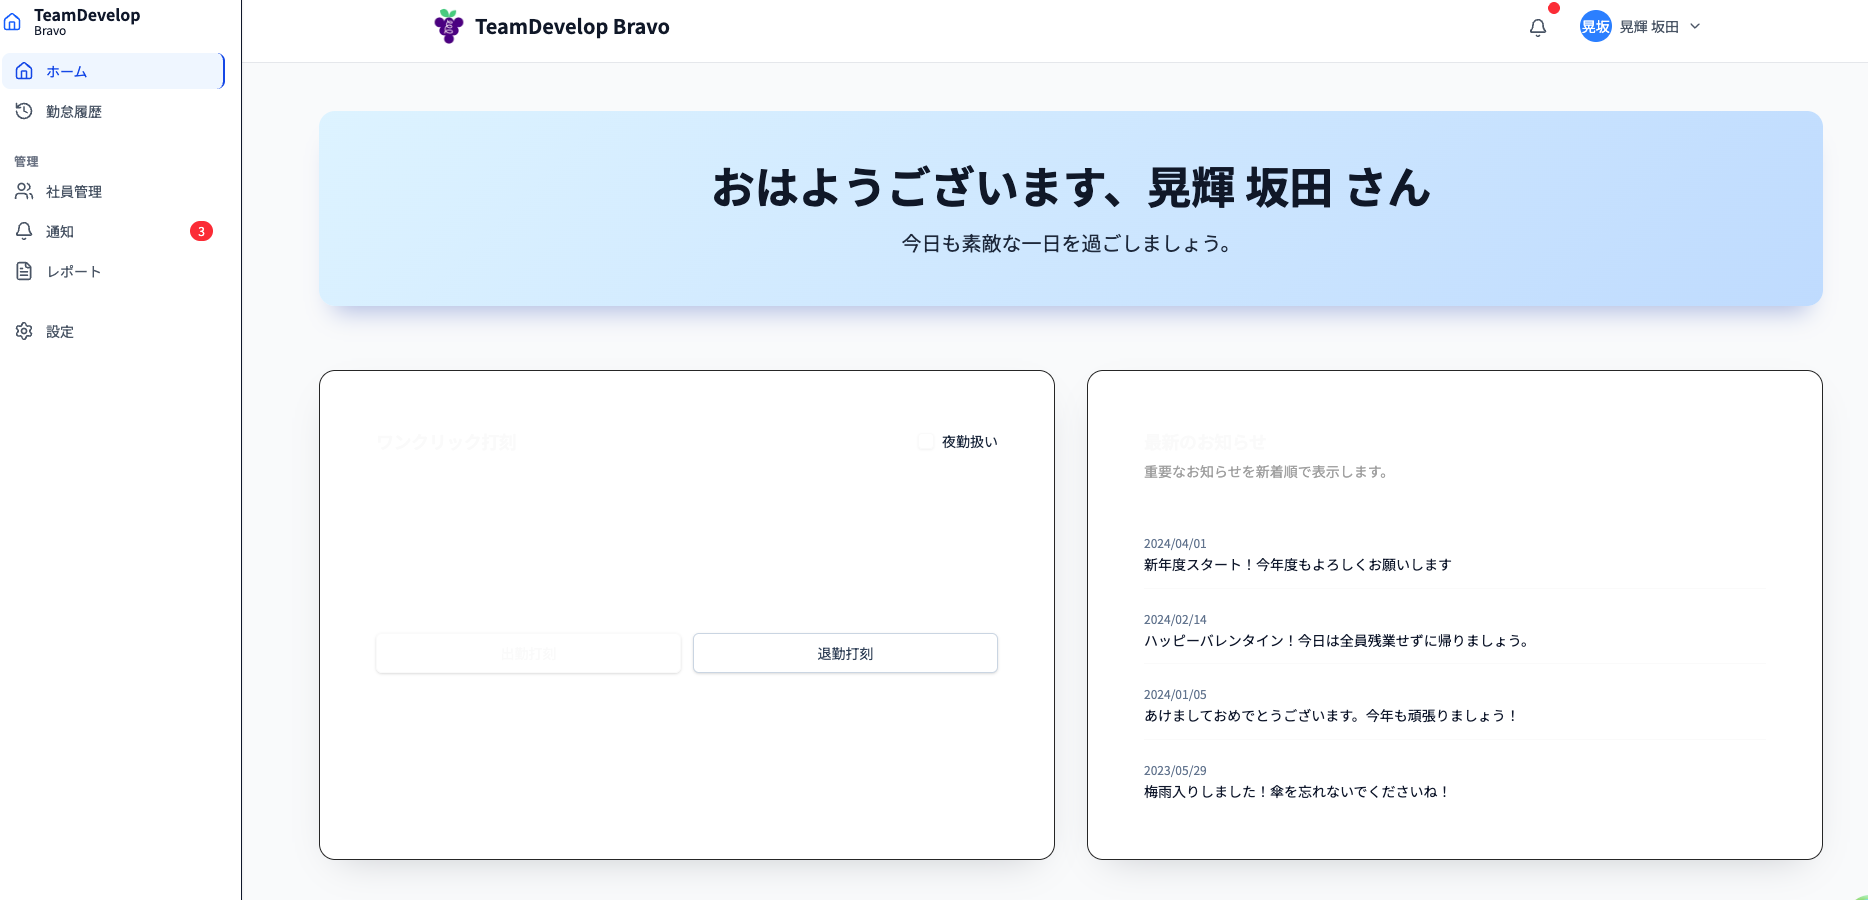 TeamDevelop
Bravo
ホーム
勤怠履歴
管理
社員管理
通知
3
レポート
設定
TeamDevelop Bravo
晃坂
晃輝 坂田
おはようございます、晃輝 坂田 さん
今日も素敵な一日を過ごしましょう。
ワンクリック打刻
夜勤扱い
出勤打刻
退勤打刻
最新のお知らせ
重要なお知らせを新着順で表示します。
2024/04/01
新年度スタート！今年度もよろしくお願いします
2024/02/14
ハッピーバレンタイン！今日は全員残業せずに帰りましょう。
2024/01/05
あけましておめでとうございます。今年も頑張りましょう！
2023/05/29
梅雨入りしました！傘を忘れないでくださいね！